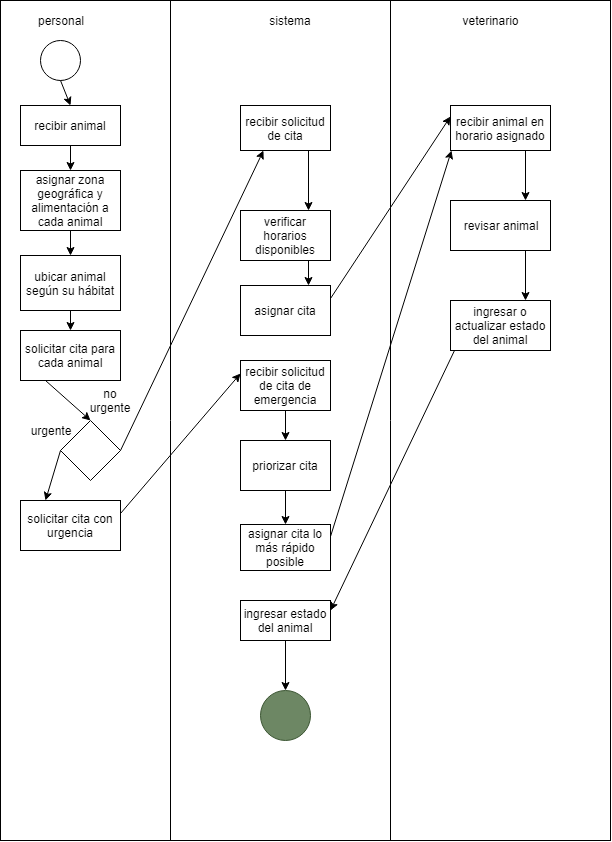 personal
recibir animal
asignar zona
geográfica y
alimentación a
cada animal
ubicar animal
según su hábitat
solicitar cita para
cada animal
no
urgente
urgente
solicitar cita con
urgencia
sistema
recibir solicitud
de cita
verificar
horarios
disponibles
asignar cita
recibir solicitud
de cita de
emergencia
priorizar cita
asignar cita lo
más rápido
posible
ingresar estado
del animal
veterinario
recibir animal en
horario asignado
revisar animal
ingresar o
actualizar estado
del animal